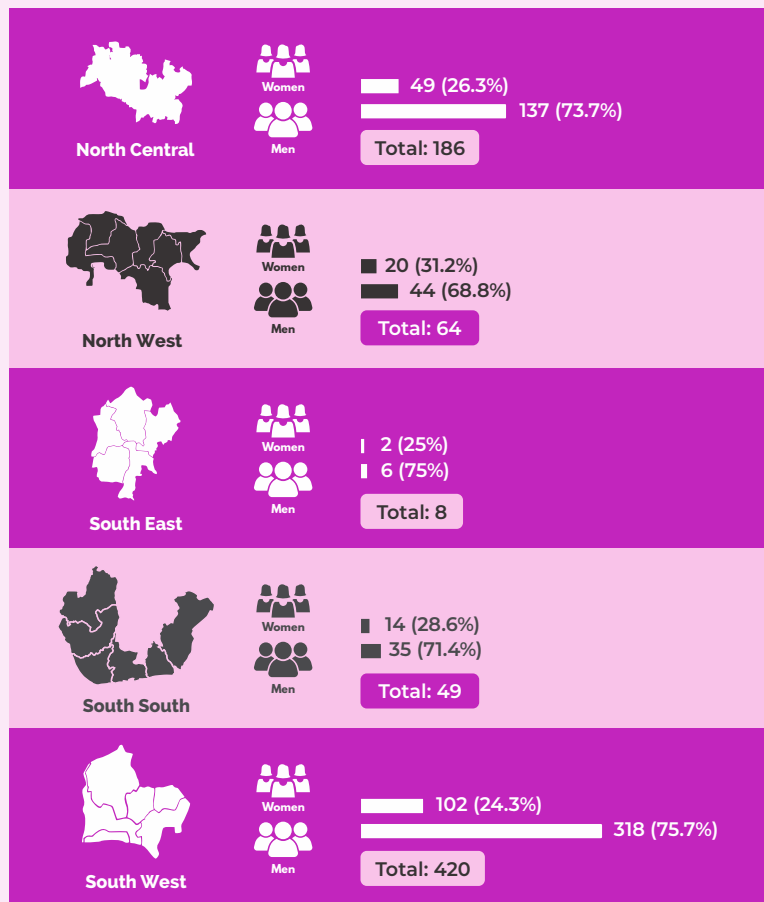 Women
49 (26.3%)
137 (73.7%)
Men
North Central
Total: 186
Women
20 (31.2%)
44 (68.8%)
Men
North West
Total: 64
Women
2 (25%)
6 (75%)
Men
South East
Total: 8
Women
14 (28.6%)
35 (71.4%)
Men
South South
Total: 49
Women
102 (24.3%)
318 (75.7%)
Men
South West
Total: 420